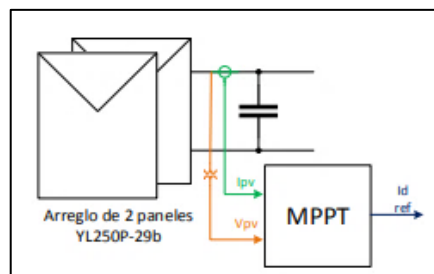 Ipv
Vpv
MPPT
Id
ref
Arreglo de 2 paneles
YL250P-29b